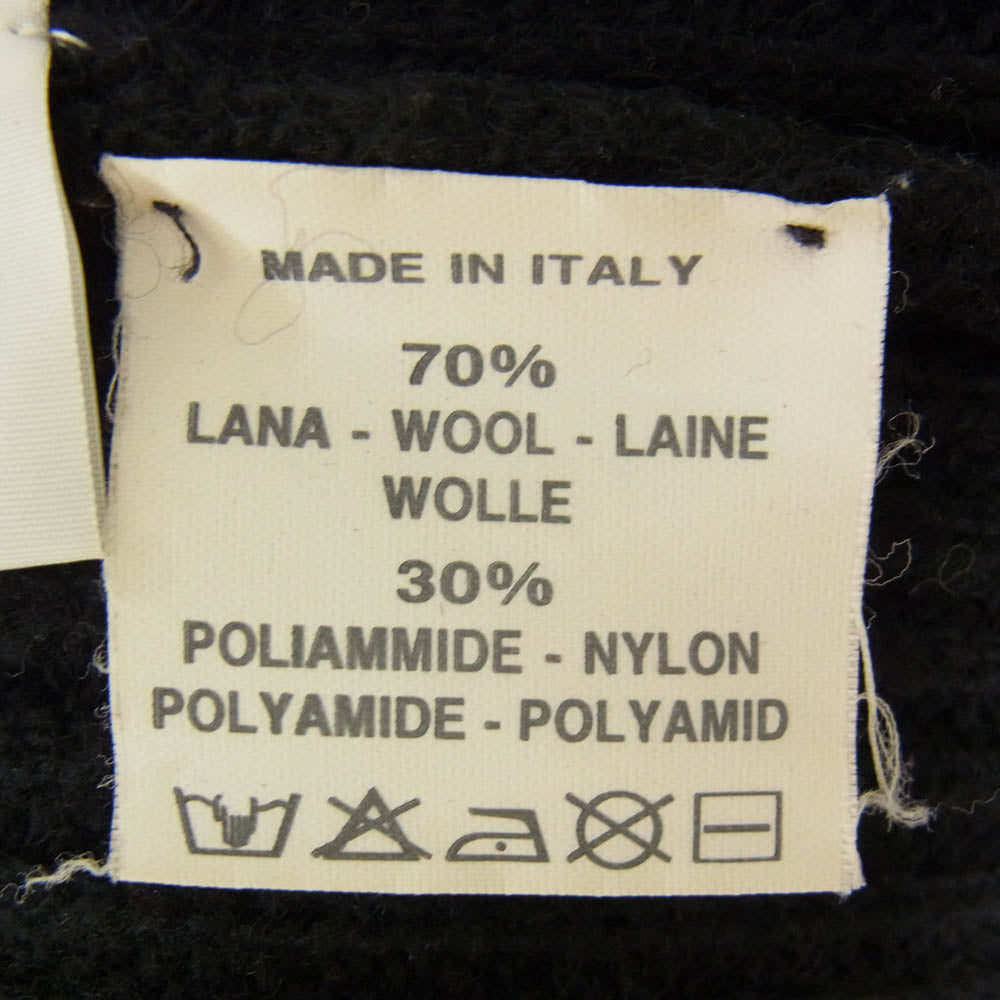 MADE IN ITALY
70%
LANA - WOOL - LAINE
WOLLE
30%
POLIAMMIDE - NYLON
POLYAMIDE - POLYAMID